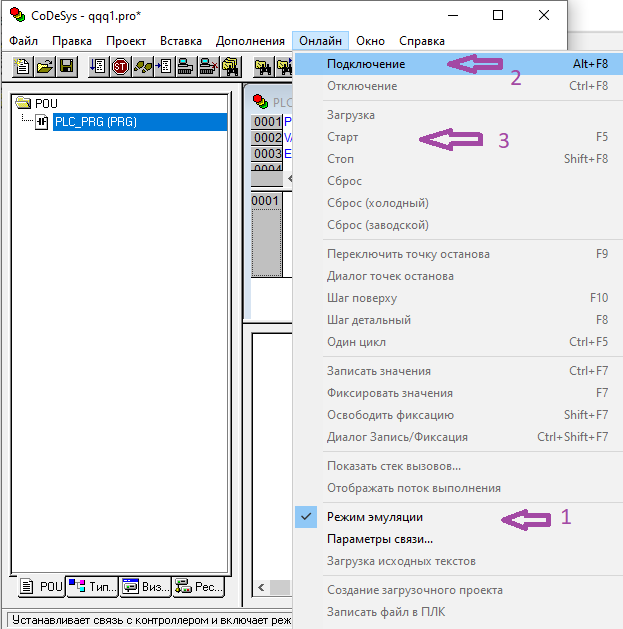 CoDeSys - qqq1.pro*
Файл Правка Проект Вставка Дополнения Онлайн Окно Справка
POU
PLC_PRG (PRG)
PLC
0001 P
0002 VA
0003 E
0004
0001
Подключение Alt+F8
2
Отключение Ctrl+F8
Загрузка
Старт F5
3
Стоп Shift+F8
Сброс
Сброс (холодный)
Сброс (заводской)
Переключить точку останова F9
Диалог точек останова
Шаг поверху F10
Шаг детальный F8
Один цикл Ctrl+F5
Записать значения Ctrl+F7
Фиксировать значения F7
Освободить фиксацию Shift+F7
Диалог Запись/Фиксация Ctrl+Shift+F7
Показать стек вызовов...
Отображать поток выполнения
Режим эмуляции
1
Параметры связи...
Загрузка исходных текстов
Создание загрузочного проекта
Записать файл в ПЛК
POU Тип... Виз... Рес...
Устанавливает связь с контроллером и включает реж